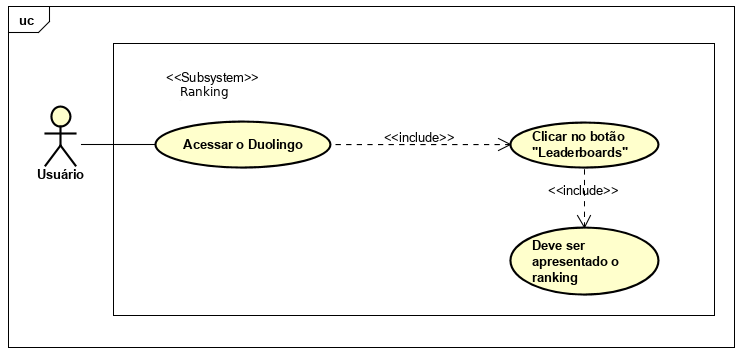 uc
<<Subsystem>>
Ranking
Usuário
Acessar o Duolingo
<<include>>
Clicar no botão
"Leaderboards"
<<include>>
Deve ser
apresentado o
ranking